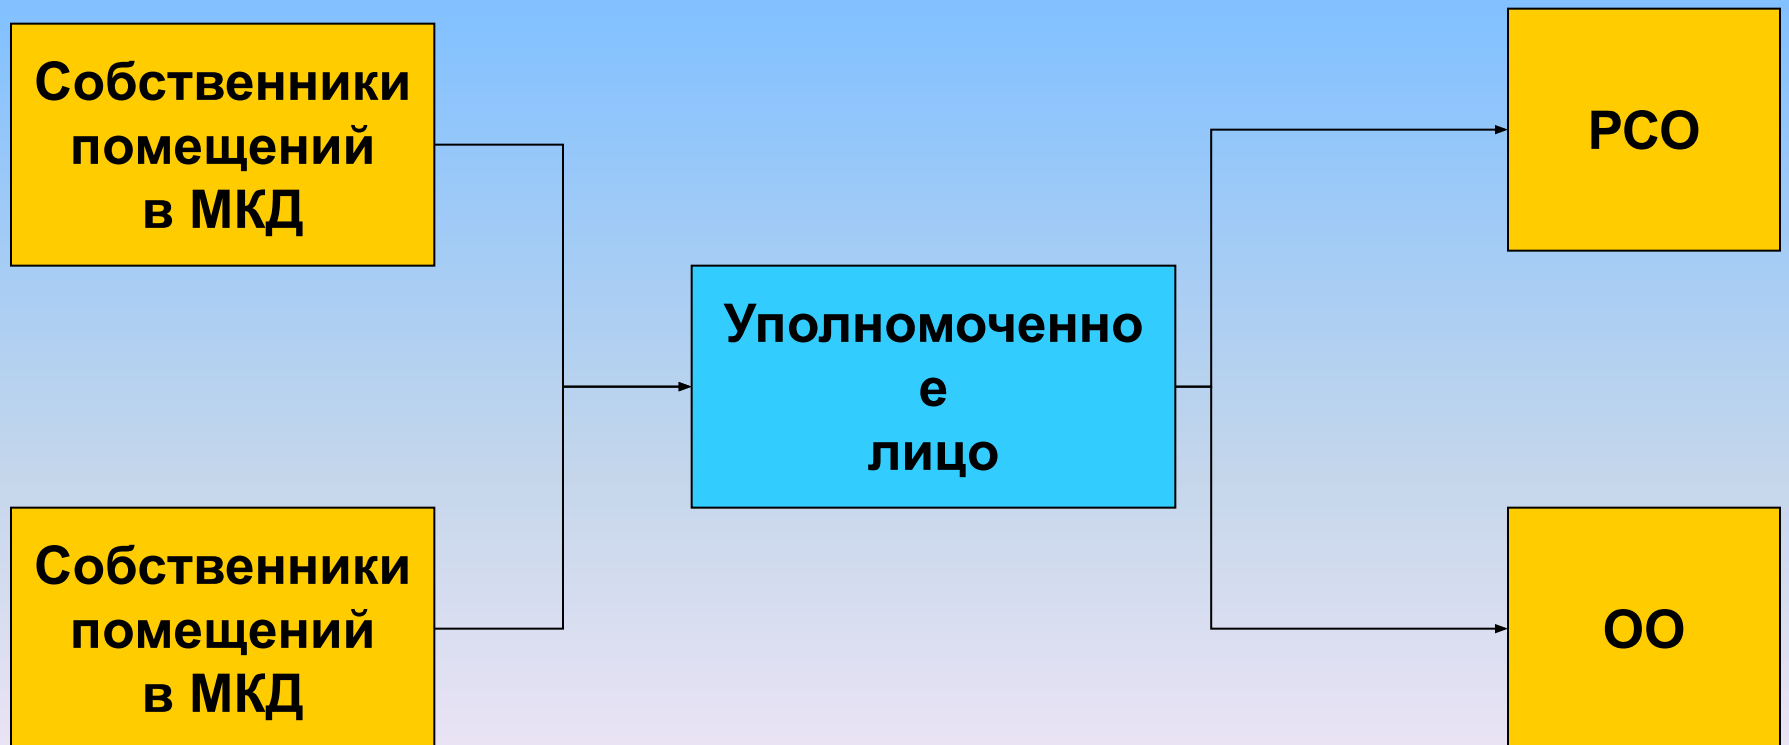 Собственники
помещений
в МКД
РСО
Уполномоченно
е
лицо
Собственники
помещений
в МКД
ОО